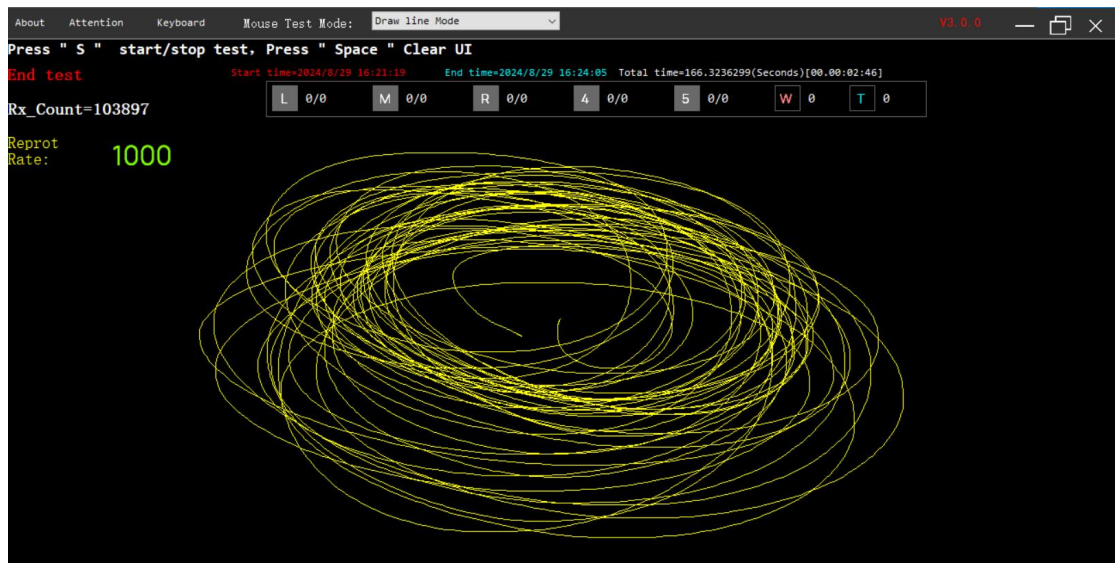 About Attention Keyboard Mouse Test Mode: Draw line Mode V3.0.0
Press " S " start/stop test, Press " Space " Clear UI
End test Start time=2024/8/29 16:21:19 End time=2024/8/29 16:24:05 Total time=166.3236299(Seconds)[00.00:02:46]
L 0/0 M 0/0 R 0/0 4 0/0 5 0/0 W 0 T 0
Rx_Count=103897
Reprot
Rate: 1000